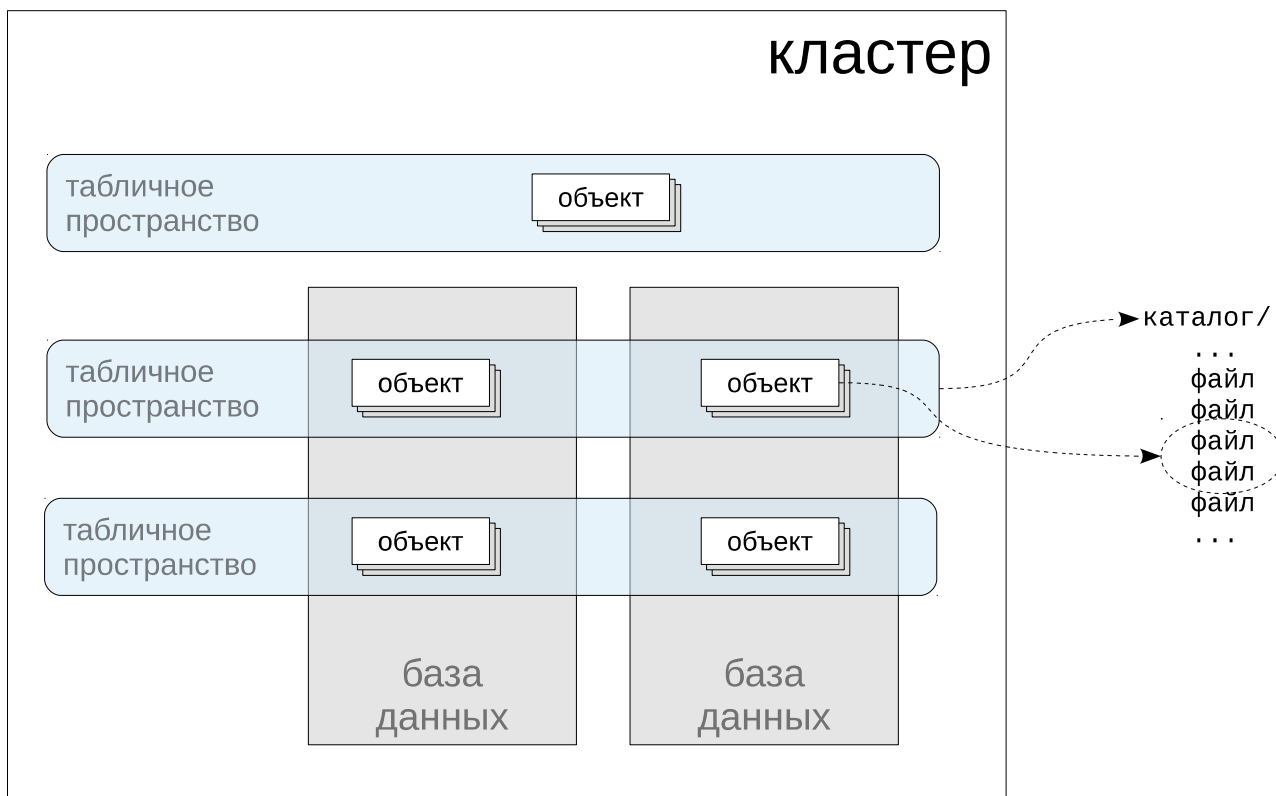 кластер
табличное
пространство
объект
табличное
пространство
объект
объект
каталог/
...
файл
файл
файл
файл
файл
...
табличное
пространство
объект
объект
база
данных
база
данных